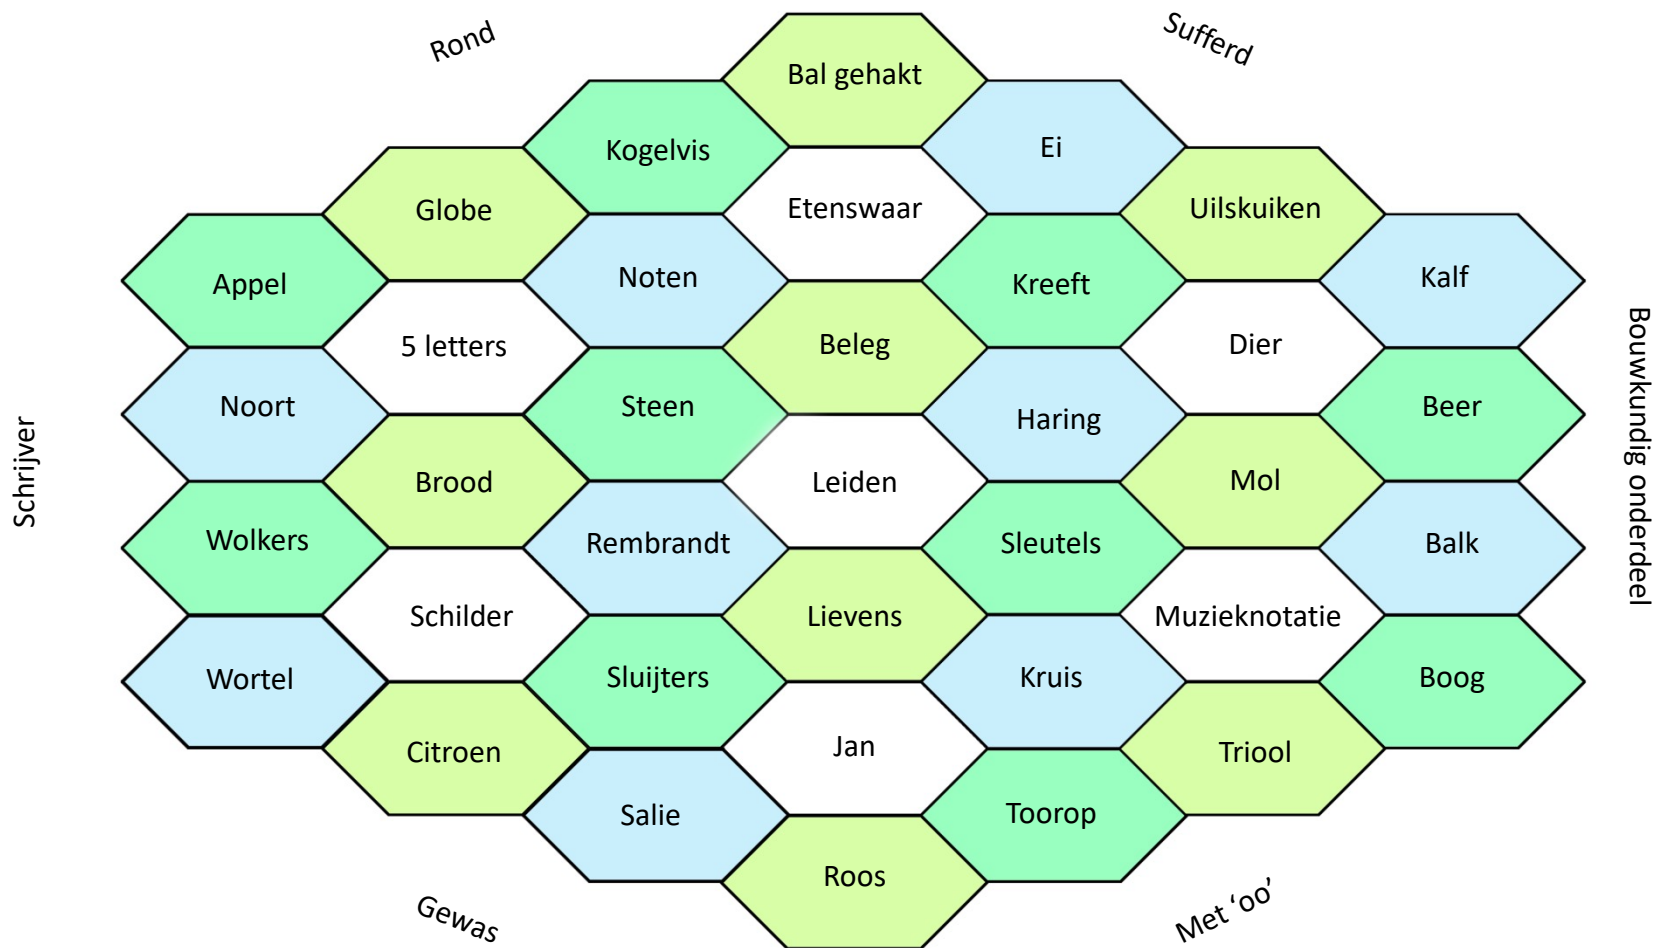 Rond
Sufferd
Bal gehakt
Kogelvis
Ei
Globe
Etenswaar
Uilskuiken
Appel
Noten
Kreeft
Kalf
5 letters
Beleg
Dier
Noort
Steen
Haring
Beer
Brood
Leiden
Mol
Wolkers
Rembrandt
Sleutels
Balk
Schilder
Lievens
Muzieknotatie
Wortel
Sluijters
Kruis
Boog
Citroen
Jan
Triool
Salie
Toorop
Roos
Schrijver
Bouwkundig onderdeel
Gewas
Met ‘oo’